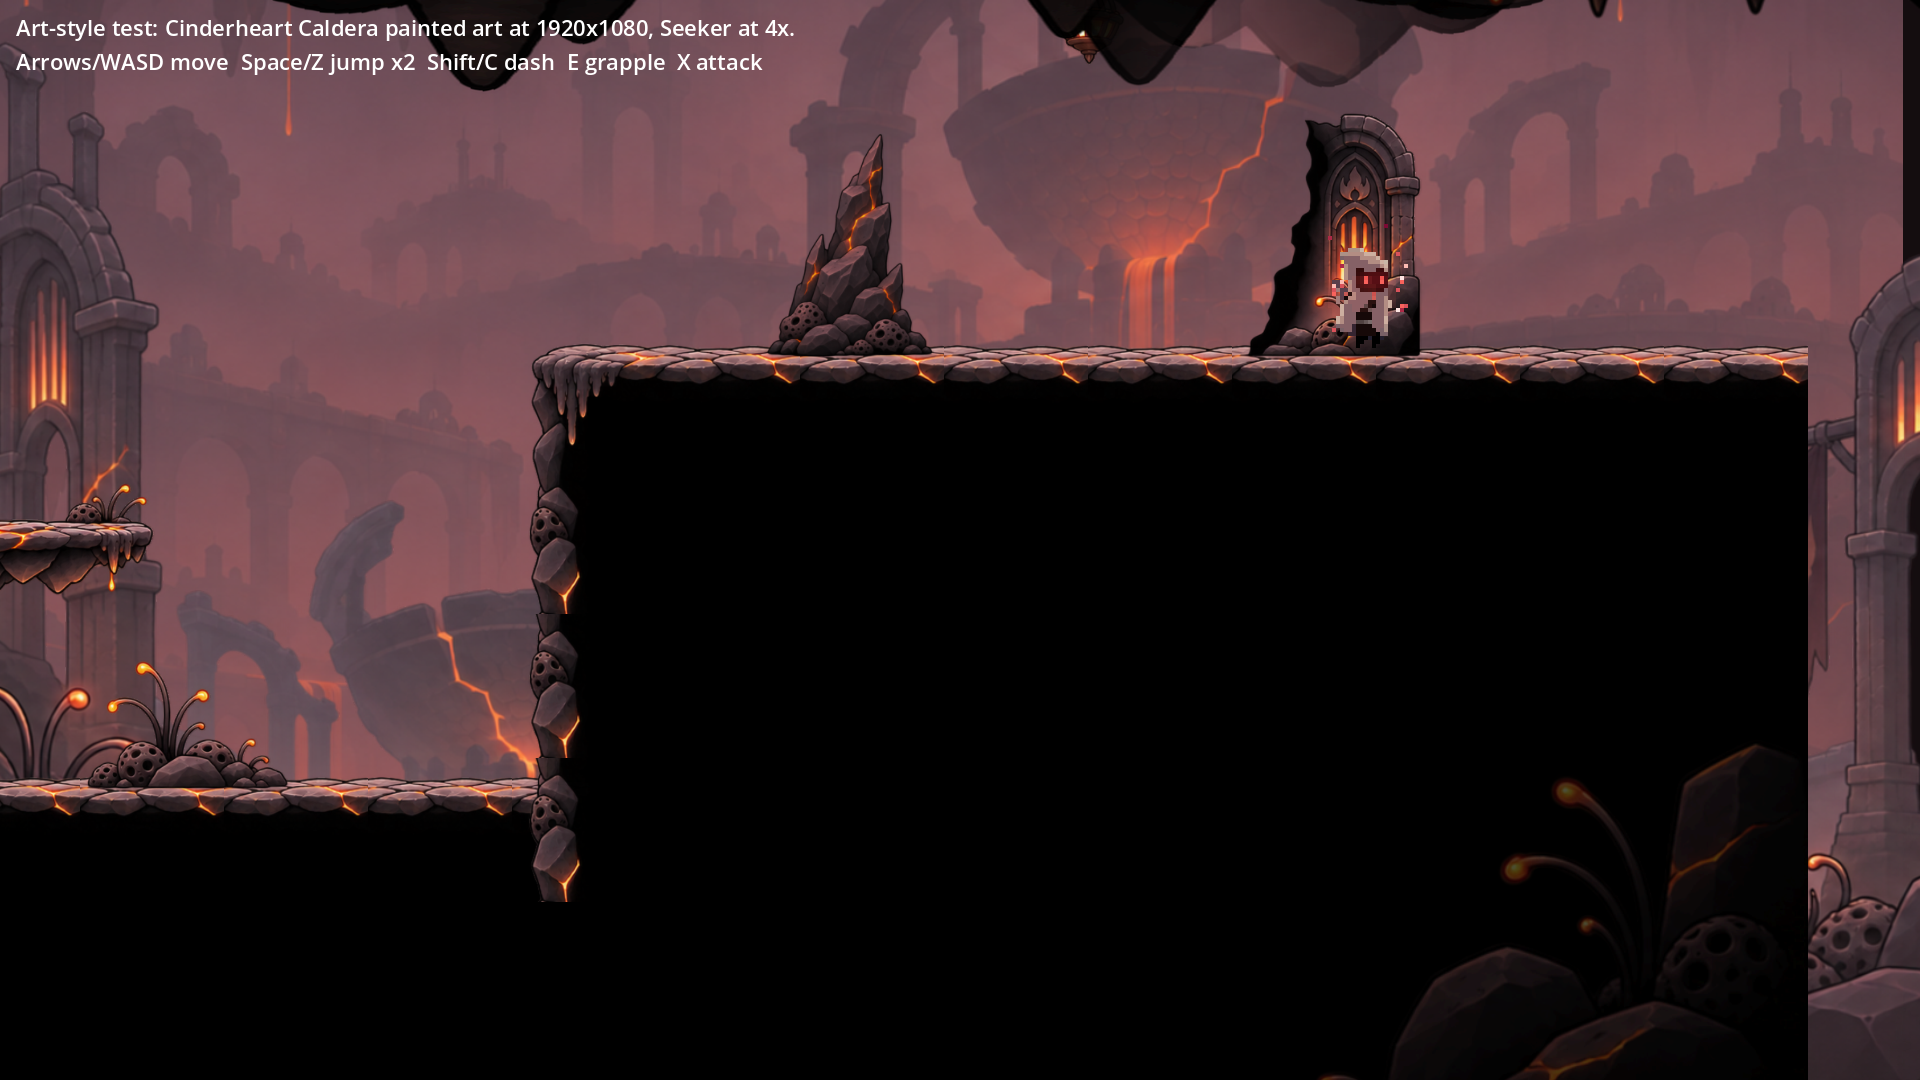 Art-style test: Cinderheart Caldera painted art at 1920x1080, Seeker at 4x.
Arrows/WASD move  Space/Z jump x2  Shift/C dash  E grapple  X attack